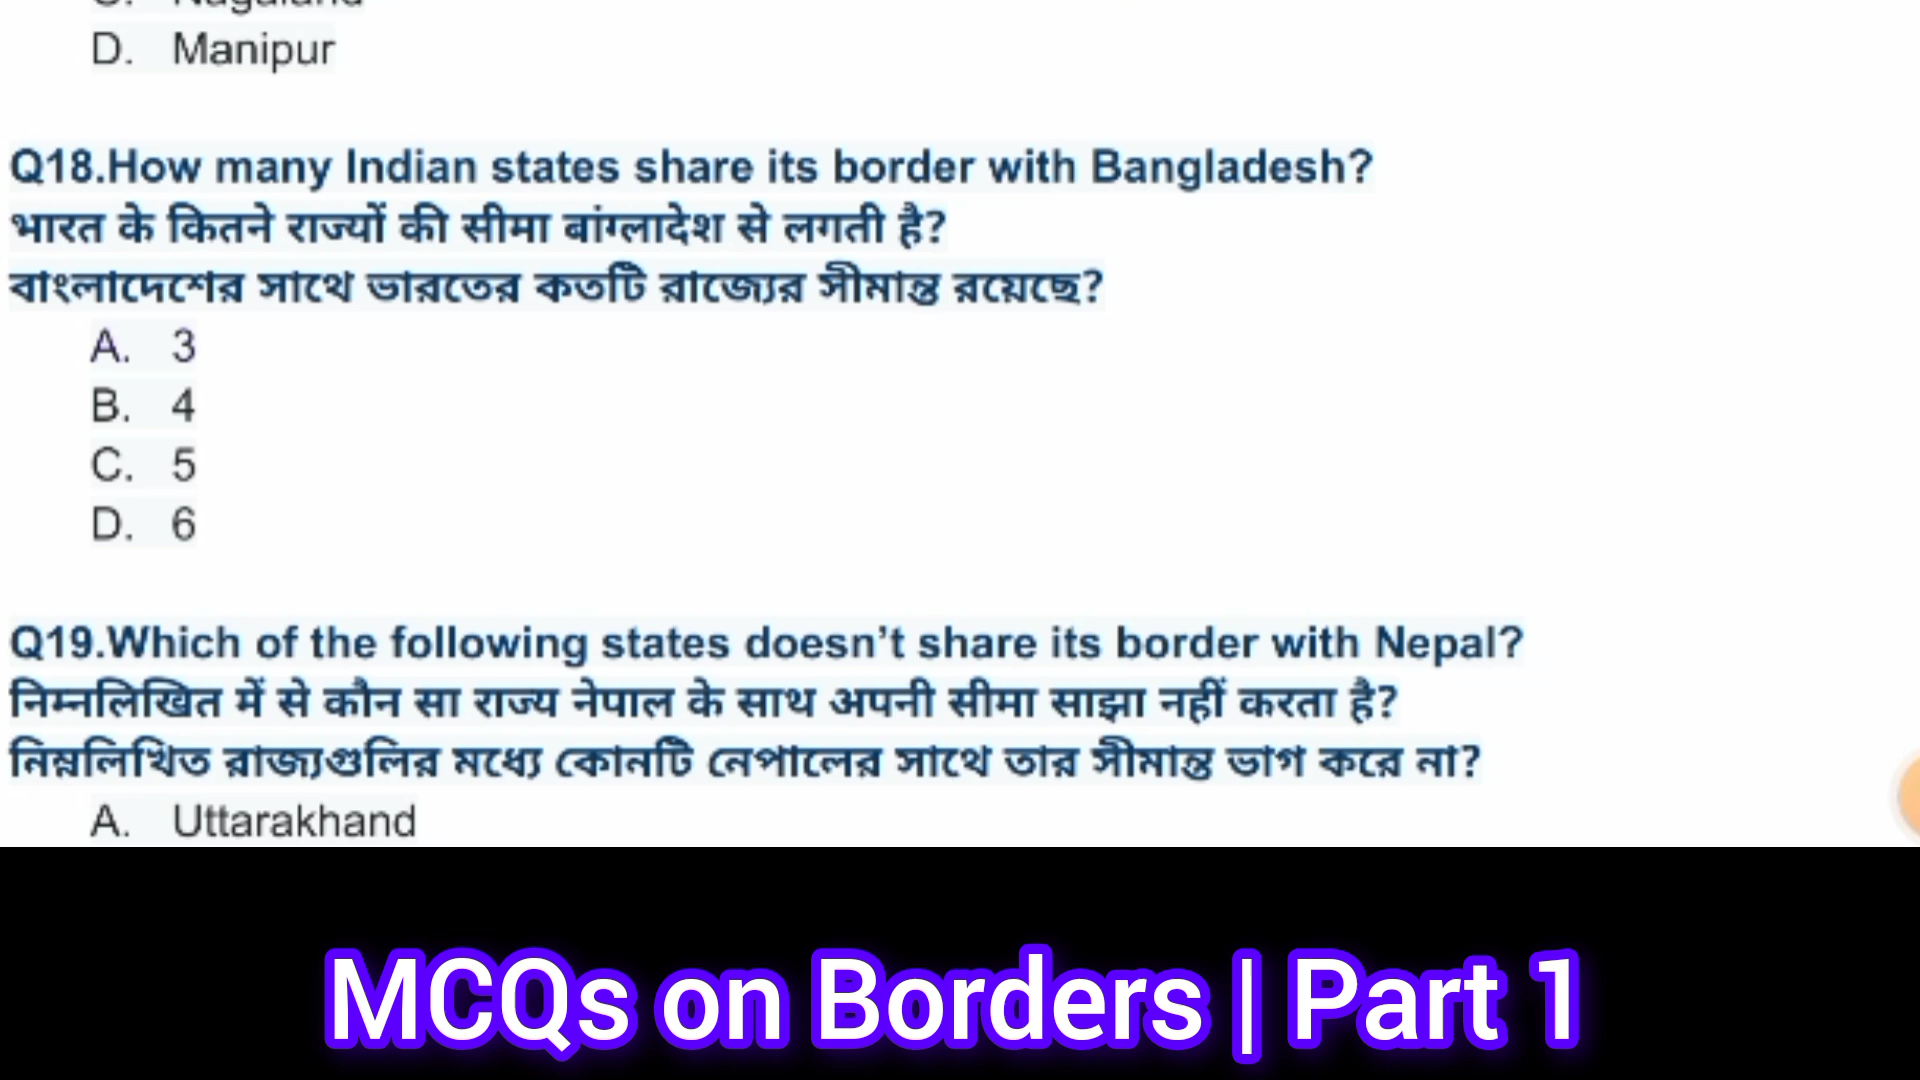 C. Nagaland
D. Manipur
Q18.How many Indian states share its border with Bangladesh?
भारत के कितने राज्यों की सीमा बांग्लादेश से लगती है?
বাংলাদেশের সাথে ভারতের কতটি রাজ্যের সীমান্ত রয়েছে?
A. 3
B. 4
C. 5
D. 6
Q19.Which of the following states doesn’t share its border with Nepal?
निम्नलिखित में से कौन सा राज्य नेपाल के साथ अपनी सीमा साझा नहीं करता है?
নিম্নলিখিত রাজ্যগুলির মধ্যে কোনটি নেপালের সাথে তার সীমান্ত ভাগ করে না?
A. Uttarakhand
MCQs on Borders | Part 1